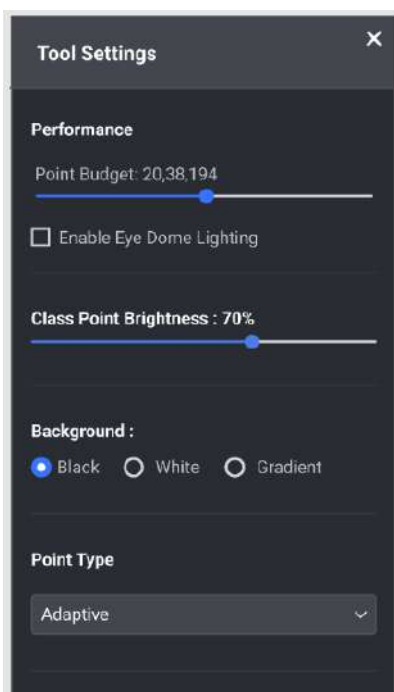 Tool Settings
Performance
Point Budget: 20,38,194
Enable Eye Dome Lighting
Class Point Brightness : 70%
Background :
Black White Gradient
Point Type
Adaptive